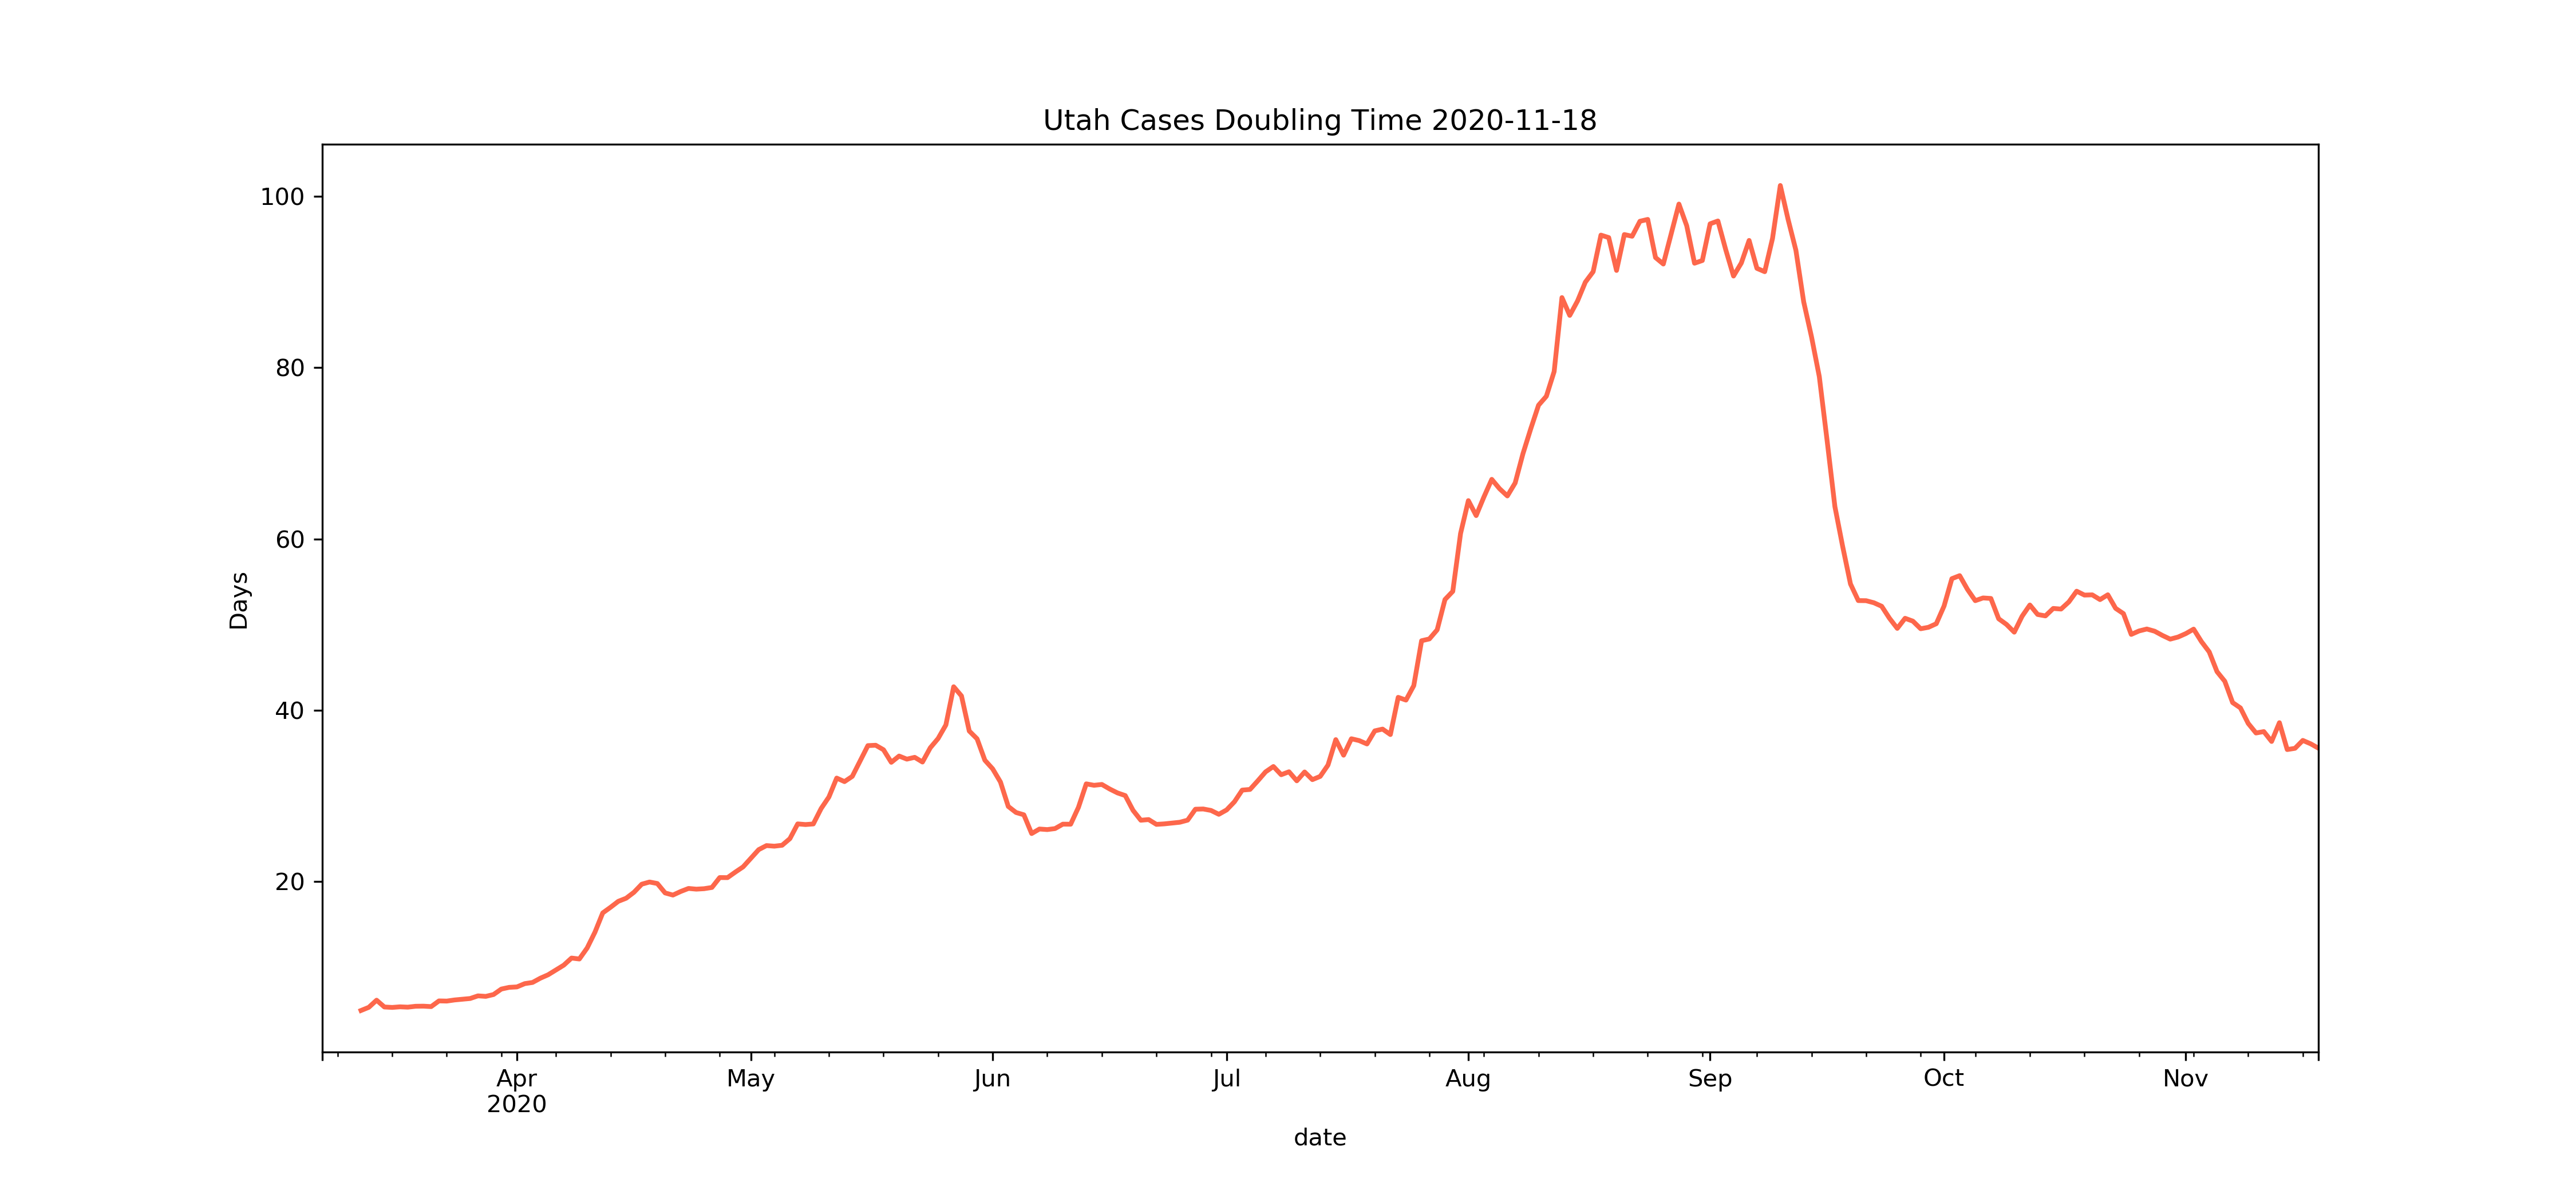 Utah Cases Doubling Time 2020-11-18
100
80
60
40
20
Days
Apr May Jun Jul Aug Sep Oct Nov
2020
date